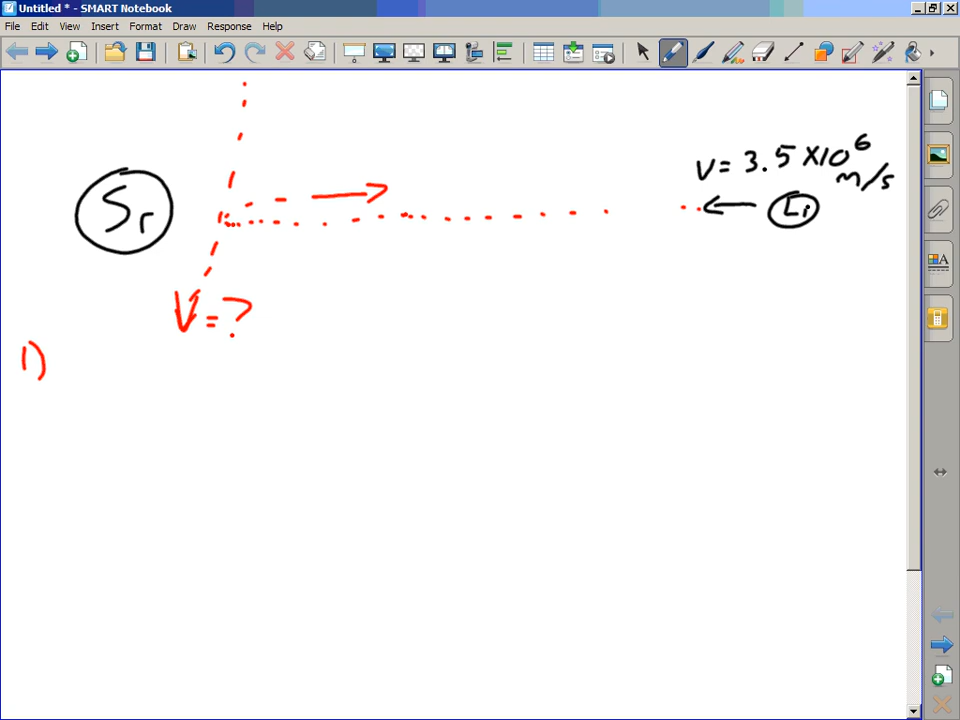 Untitled * - SMART Notebook
File Edit View Insert Format Draw Response Help
V = 3.5 X10^6
m/s
Sr
Li
V = ?
1)